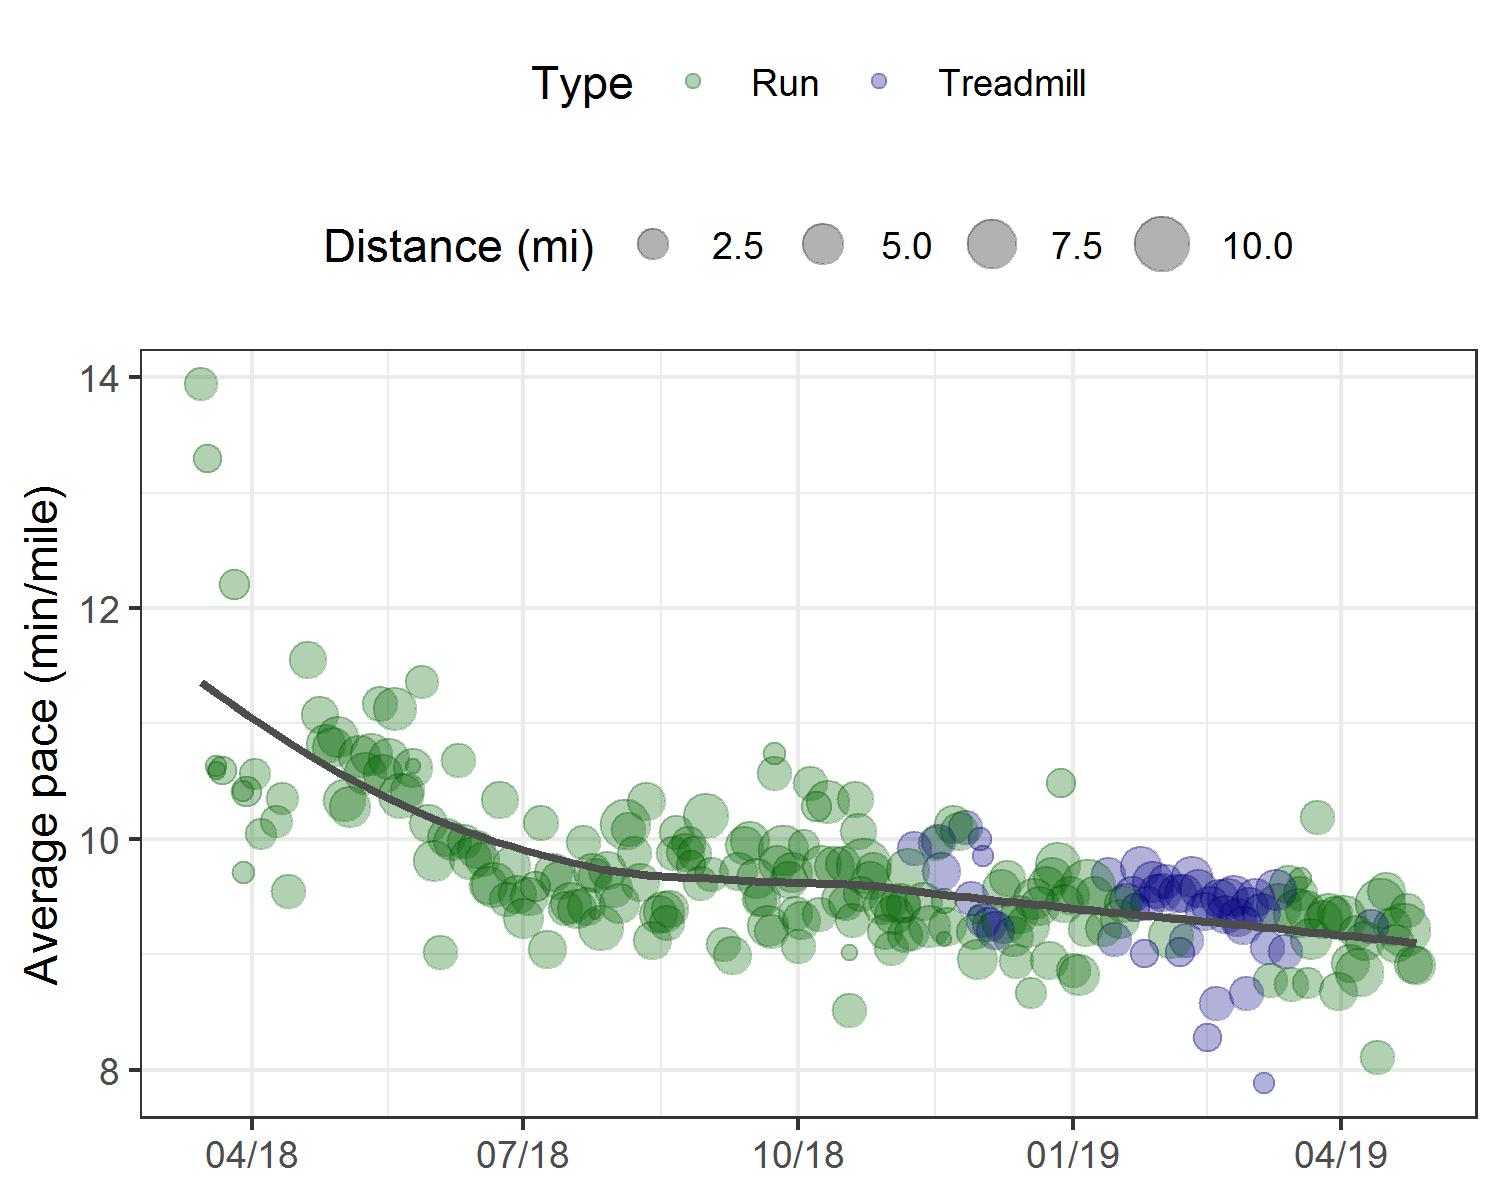 Type Run Treadmill
Distance (mi) 2.5 5.0 7.5 10.0
Average pace (min/mile)
14
12
10
8
04/18 07/18 10/18 01/19 04/19